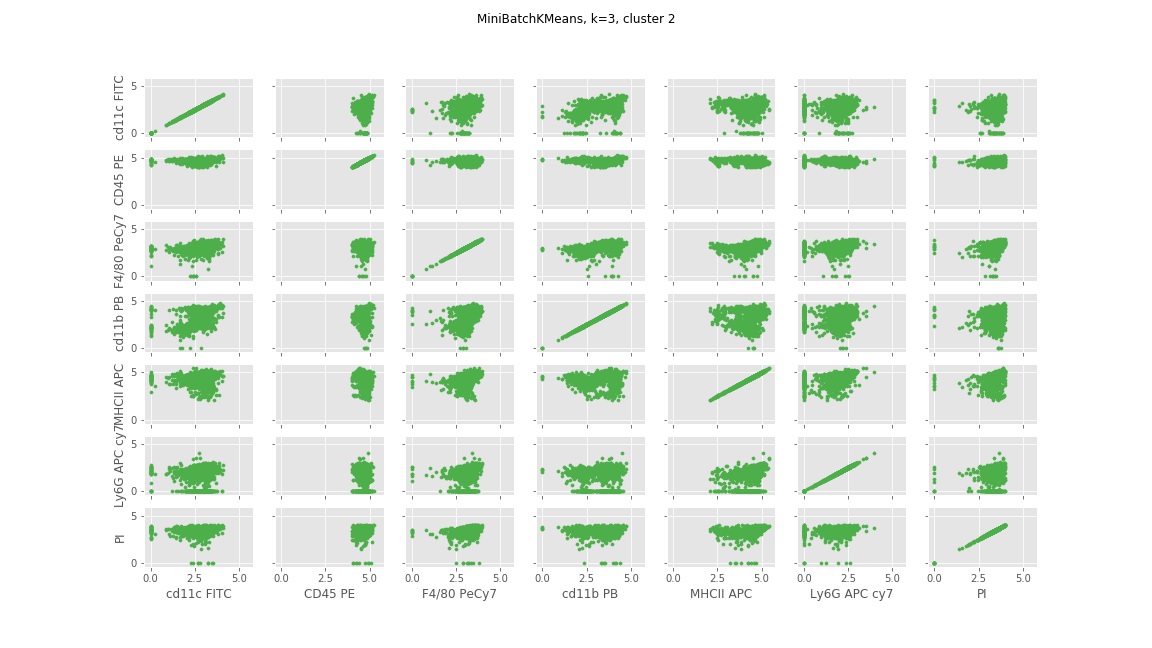 MiniBatchKMeans, k=3, cluster 2
cd11c FITC
5
0
CD45 PE
5
0
F4/80 PeCy7
5
0
cd11b PB
5
0
MHCII APC
5
0
Ly6G APC cy7
5
0
PI
5
0
0.0 2.5 5.0 0.0 2.5 5.0 0.0 2.5 5.0 0.0 2.5 5.0 0.0 2.5 5.0 0.0 2.5 5.0 0.0 2.5 5.0
cd11c FITC CD45 PE F4/80 PeCy7 cd11b PB MHCII APC Ly6G APC cy7 PI